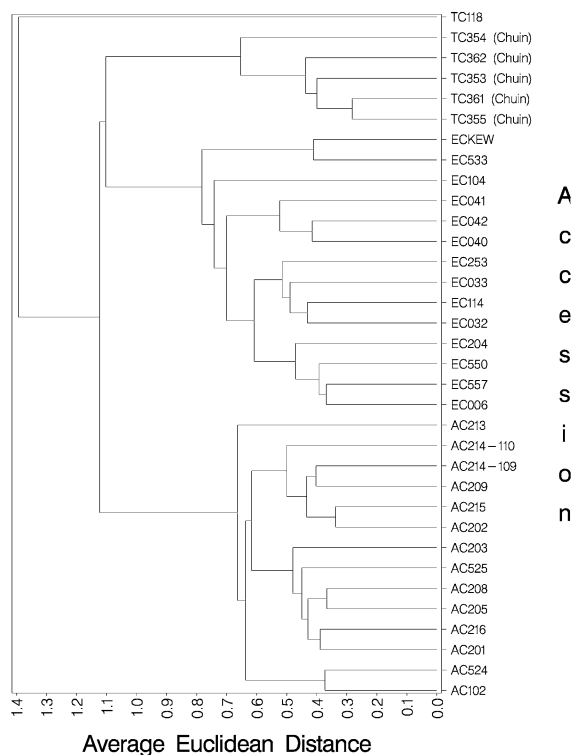 TC118
TC354 (Chuin)
TC362 (Chuin)
TC353 (Chuin)
TC361 (Chuin)
TC355 (Chuin)
ECKEW
EC533
EC104
EC041
EC042
EC040
EC253
EC033
EC114
EC032
EC204
EC550
EC557
EC006
AC213
AC214-110
AC214-109
AC209
AC215
AC202
AC203
AC525
AC208
AC205
AC216
AC201
AC524
AC102
Accession
1.4 1.3 1.2 1.1 1.0 0.9 0.8 0.7 0.6 0.5 0.4 0.3 0.2 0.1 0.0
Average Euclidean Distance